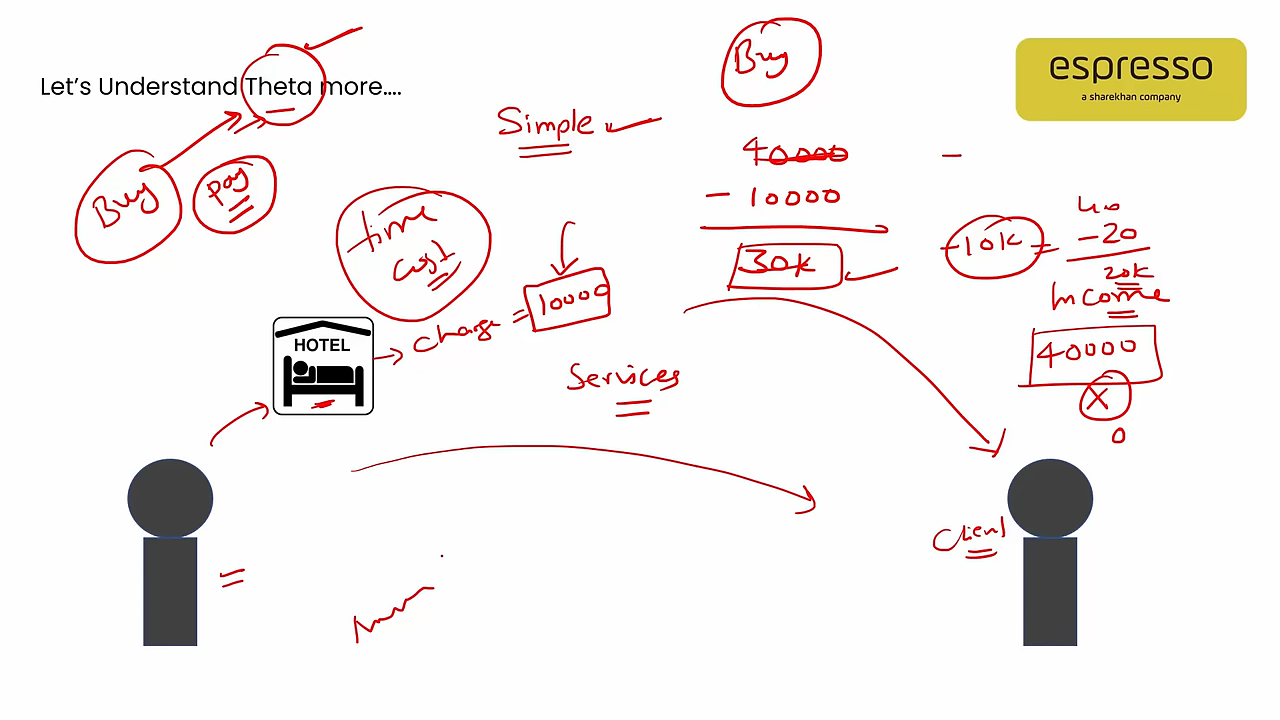 Let's Understand Theta more....
Buy
espresso
a sharekhan company
Simple
40000
- 10000
30k
Buy
pay
time
cost
-10k =
40
-20
20k
Income
40000
X
0
HOTEL
charge = 10000
Services
Client